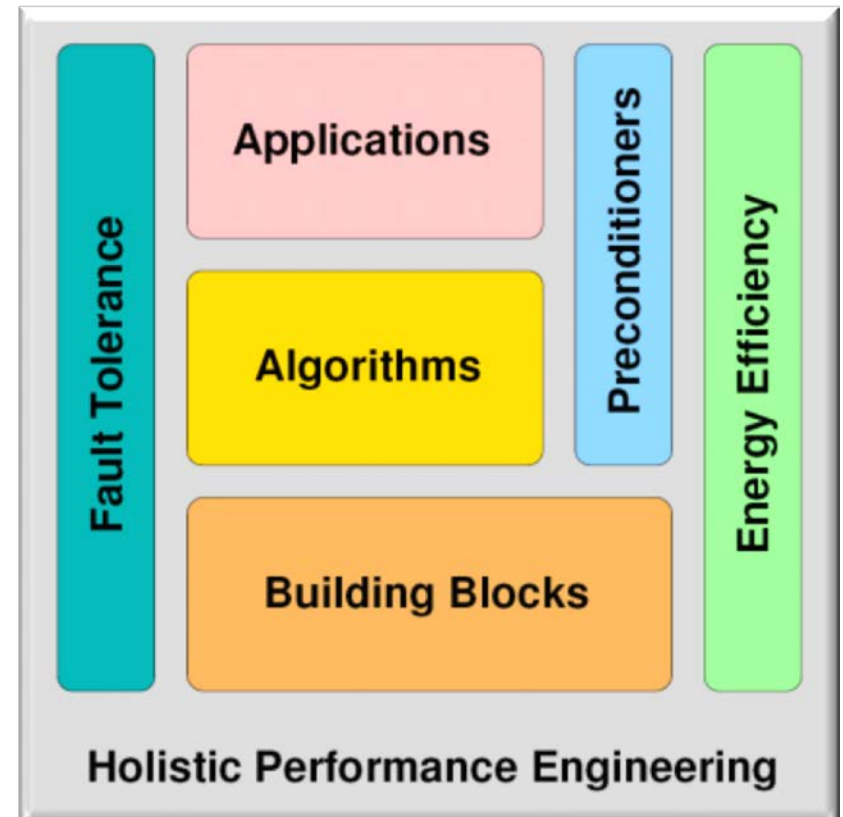 Fault Tolerance
Applications
Algorithms
Building Blocks
Preconditioners
Energy Efficiency
Holistic Performance Engineering